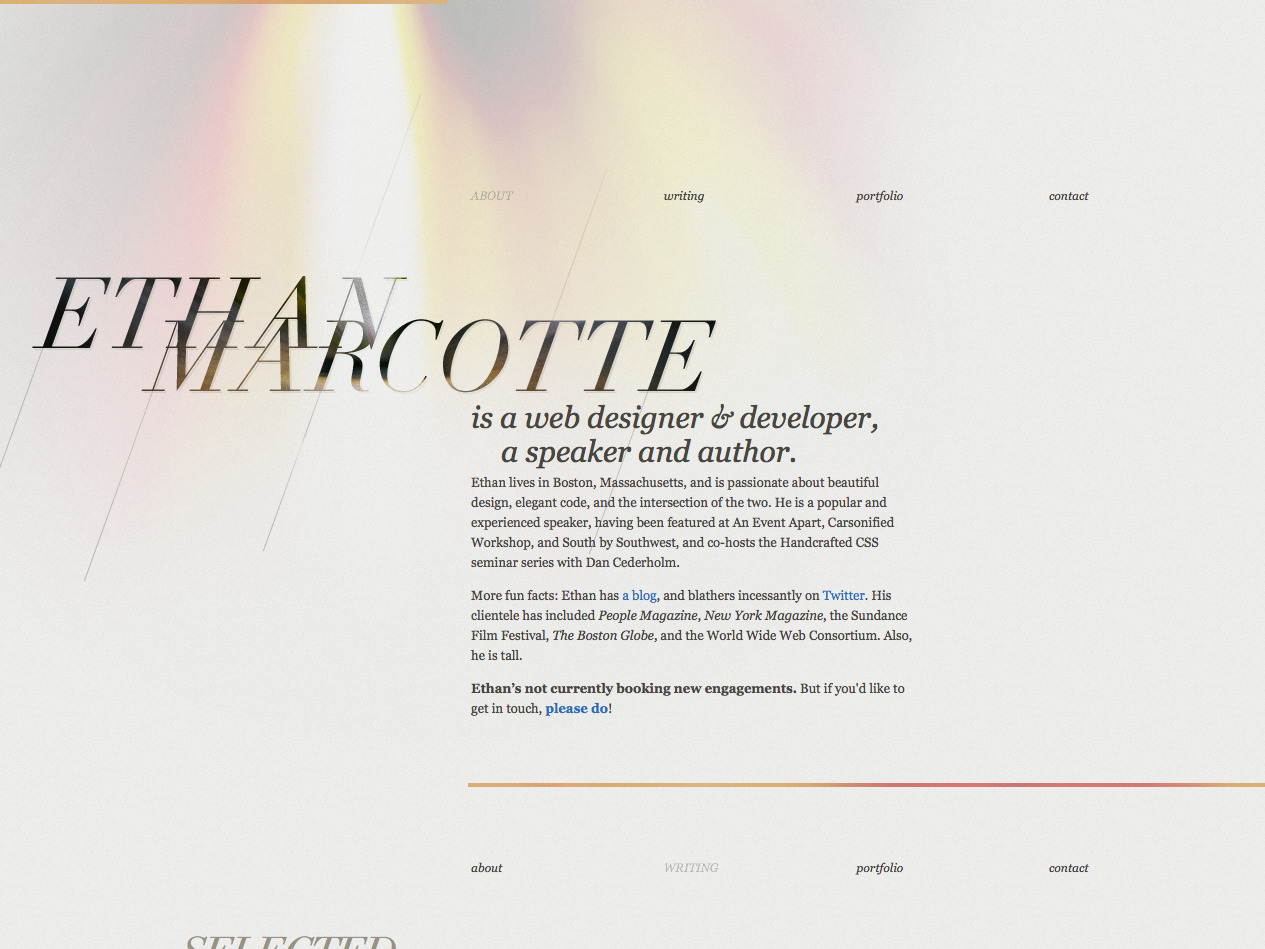 ABOUT writing portfolio contact
ETHAN
MARCOTTE
is a web designer & developer,
a speaker and author.
Ethan lives in Boston, Massachusetts, and is passionate about beautiful
design, elegant code, and the intersection of the two. He is a popular and
experienced speaker, having been featured at An Event Apart, Carsonified
Workshop, and South by Southwest, and co-hosts the Handcrafted CSS
seminar series with Dan Cederholm.
More fun facts: Ethan has a blog, and blathers incessantly on Twitter. His
clientele has included People Magazine, New York Magazine, the Sundance
Film Festival, The Boston Globe, and the World Wide Web Consortium. Also,
he is tall.
Ethan’s not currently booking new engagements. But if you'd like to
get in touch, please do!
about WRITING portfolio contact
SELECTED